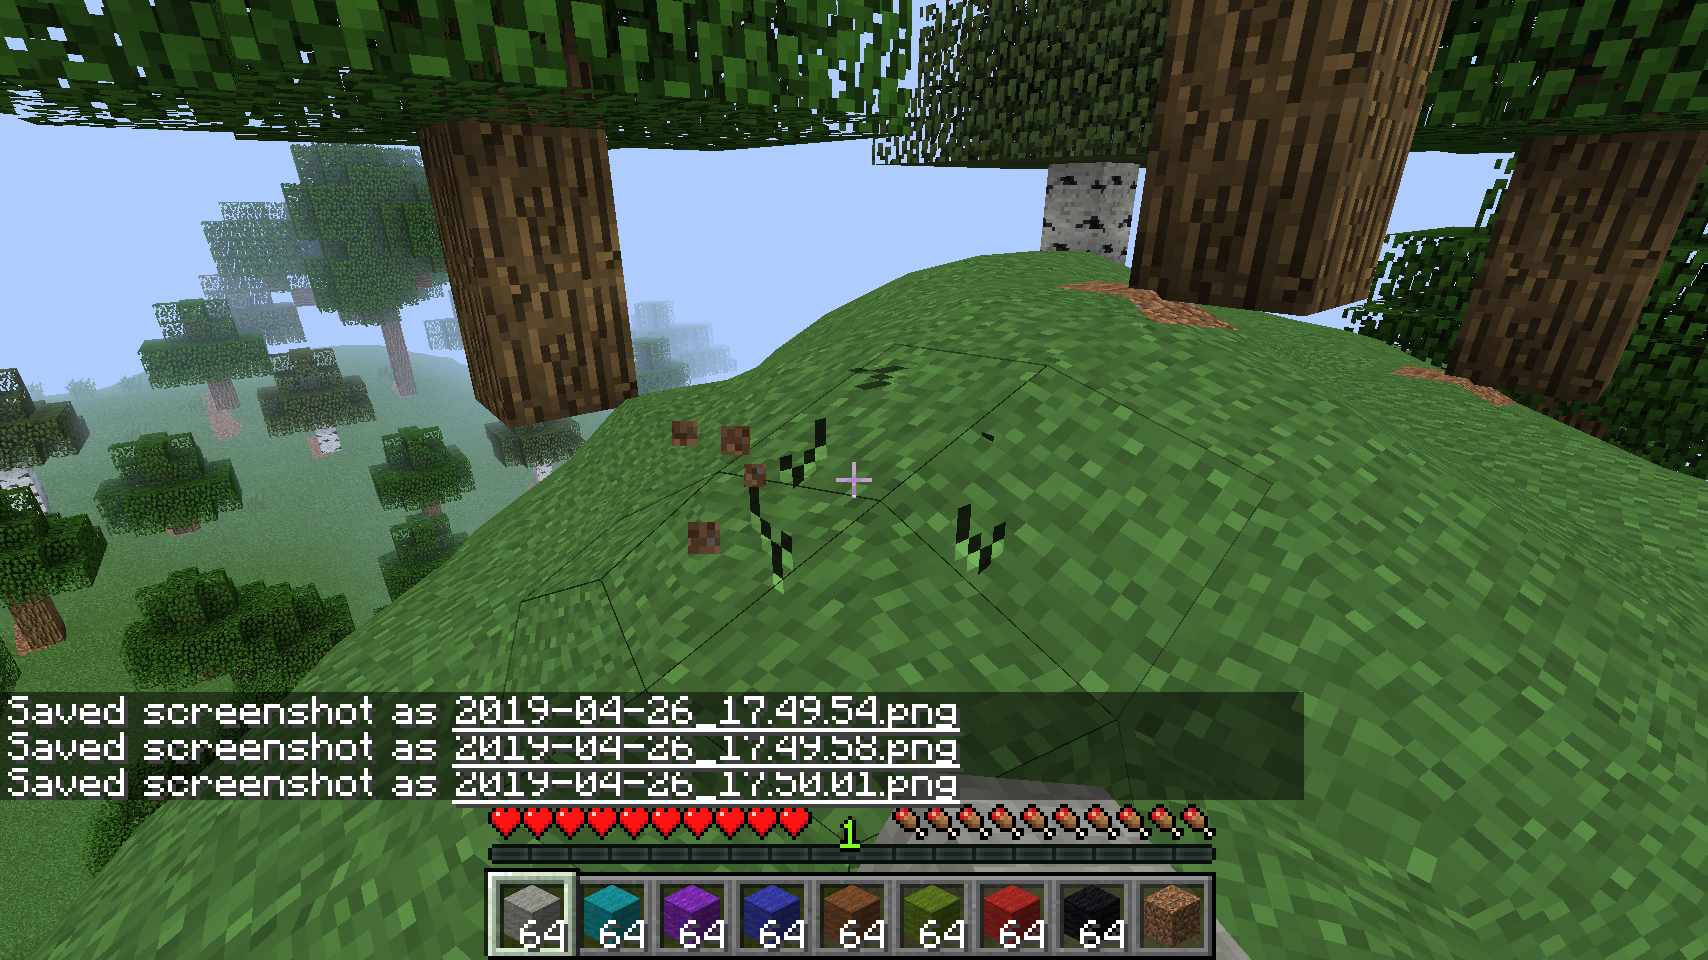 Saved screenshot as 2019-04-26_17.49.54.png
Saved screenshot as 2019-04-26_17.49.58.png
Saved screenshot as 2019-04-26_17.50.01.png
1
64 64 64 64 64 64 64 64